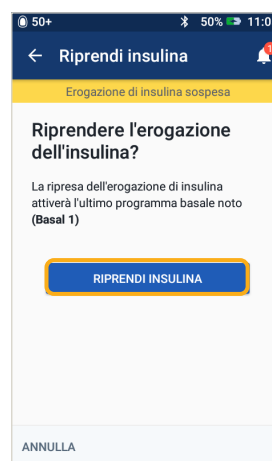 50+ 50% 11:0
Riprendi insulina
1
Erogazione di insulina sospesa
Riprendere l'erogazione
dell'insulina?
La ripresa dell'erogazione di insulina
attiverà l'ultimo programma basale noto
(Basal 1)
RIPRENDI INSULINA
ANNULLA